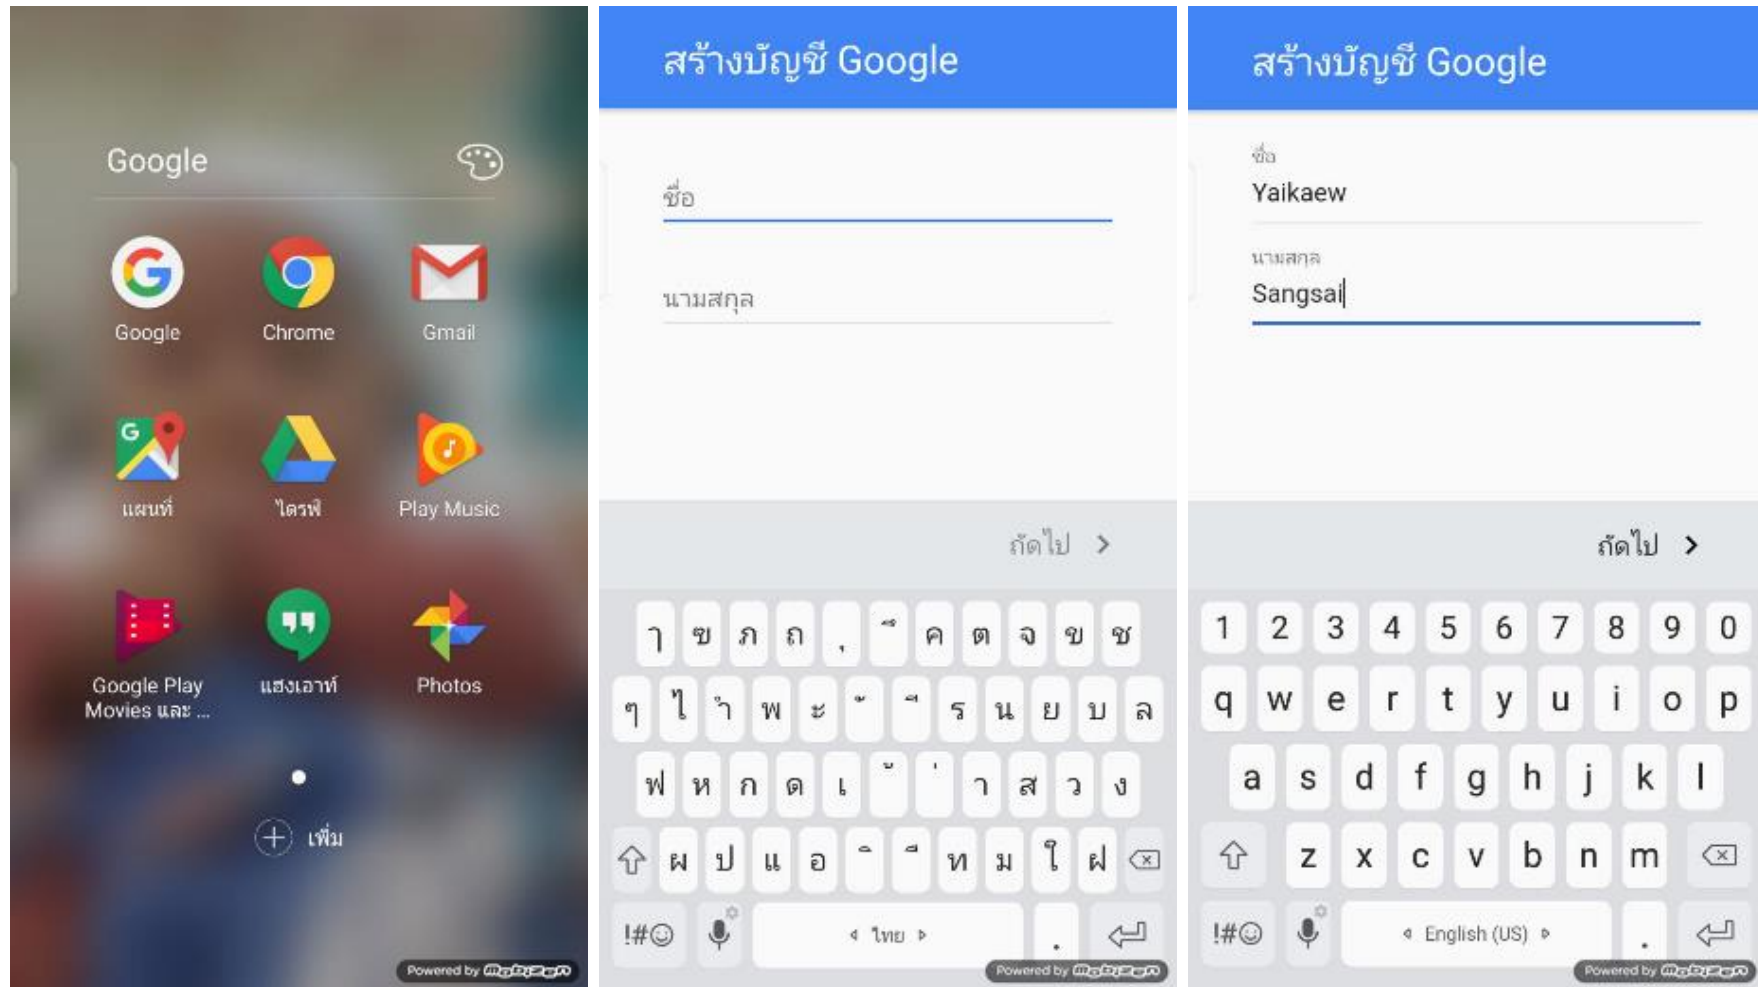 Google
Google Chrome Gmail
แผนที่ ไดรฟ์ Play Music
Google Play แฮงเอาท์ Photos
Movies และ ...
เพิ่ม
Powered by
สร้างบัญชี Google
ชื่อ
นามสกุล
ถัดไป
ๅ ฃ ภ ถ ุ ึ ค ต จ ข ช
ๆ ไ ำ พ ะ ั ี ร น ย บ ล
ฟ ห ก ด เ ้ ่ า ส ว ง
ผ ป แ อ ิ ื ท ม ใ ฝ
!#☺ ไทย .
Powered by
สร้างบัญชี Google
ชื่อ
Yaikaew
นามสกุล
Sangsai
ถัดไป
1 2 3 4 5 6 7 8 9 0
q w e r t y u i o p
a s d f g h j k l
z x c v b n m
!#☺ English (US) .
Powered by